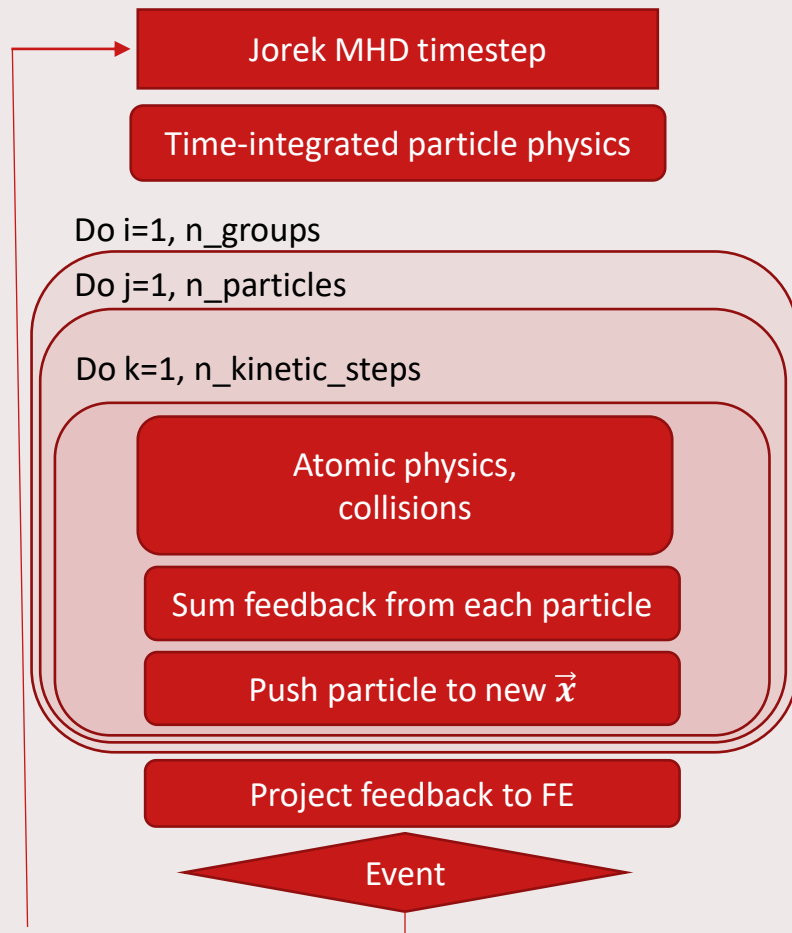 Jorek MHD timestep
Time-integrated particle physics
Do i=1, n_groups
Do j=1, n_particles
Do k=1, n_kinetic_steps
Atomic physics,
collisions
Sum feedback from each particle
Push particle to new $\vec{x}$
Project feedback to FE
Event